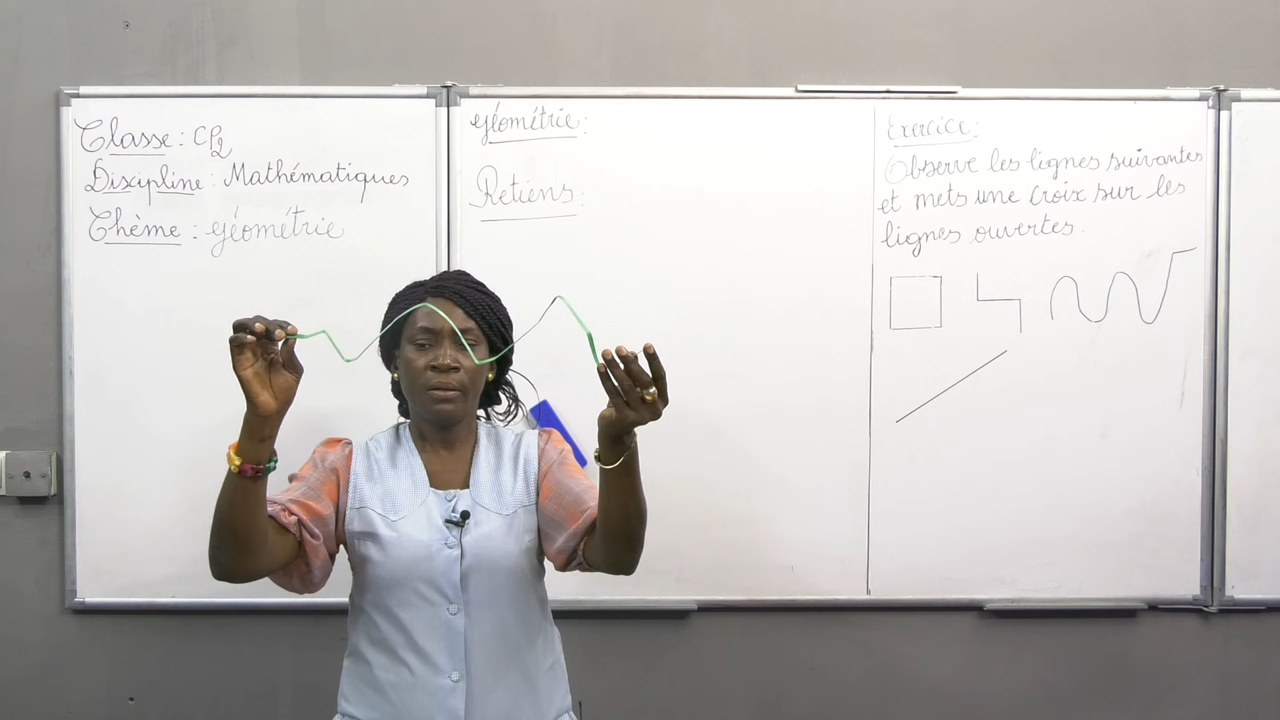 Classe : CP2
Discipline : Mathématiques
Thème : géométrie
géométrie :
Retiens :
Exercice :
Observe les lignes suivantes
et mets une croix sur les
lignes ouvertes.